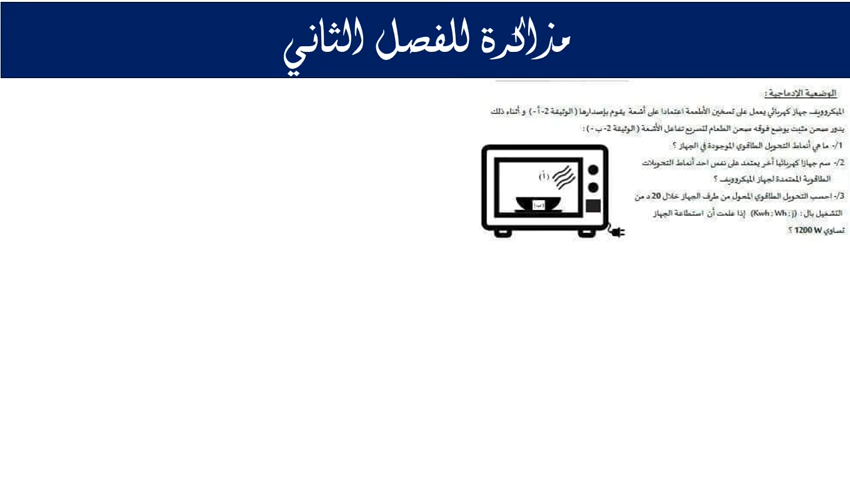 مذاكرة للفصل الثاني
الوضعية الإدماجية :
الميكروويف جهاز كهربائي يعمل على تسخين الأطعمة اعتمادا على أشعة يقوم بإصدارها ( الوثيقة 2- أ - ) و أثناء ذلك
يدور صحن مثبت يوضع فوقه صحن الطعام لتسريع تفاعل الأشعة ( الوثيقة 2- ب - ) :
1/- ما هي أنماط التحويل الطاقوي الموجودة في الجهاز ؟
2/- سم جهازا كهربائيا آخر يعتمد على نفس احد أنماط التحويلات
الطاقوية المعتمدة لجهاز الميكروويف ؟
3/- احسب التحويل الطاقوي المحول من طرف الجهاز خلال 20 د من
التشغيل بال : (Kwh ; Wh ; j) إذا علمت أن استطاعة الجهاز
تساوي 1200 W ؟
(أ)
(ب)